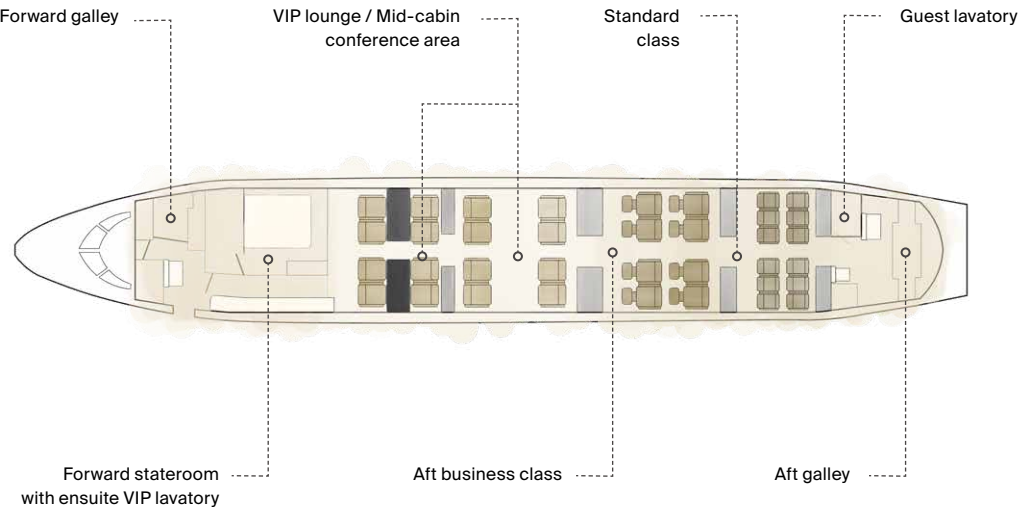 Forward galley
VIP lounge / Mid-cabin
conference area
Standard
class
Guest lavatory
Forward stateroom
with ensuite VIP lavatory
Aft business class
Aft galley